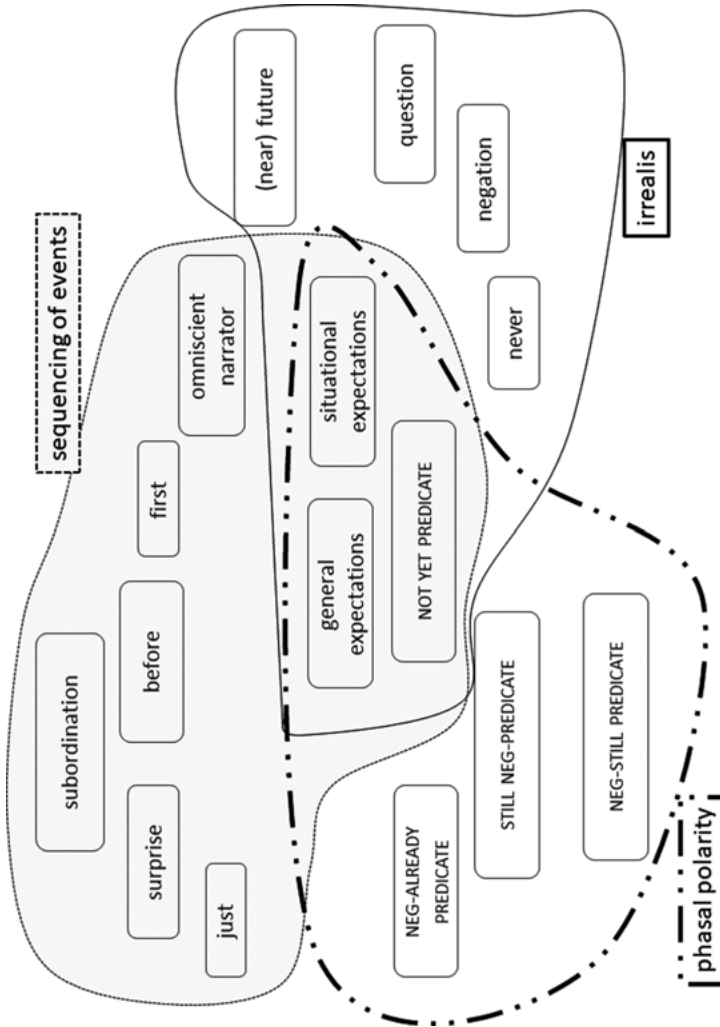 sequencing of events
subordination
surprise
before
first
just
omniscient
narrator
(near) future
general
expectations
situational
expectations
question
NEG-ALREADY
PREDICATE
NOT YET PREDICATE
negation
STILL NEG-PREDICATE
never
NEG-STILL PREDICATE
irrealis
phasal polarity